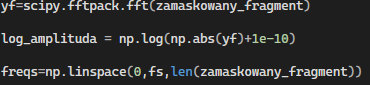 yf=scipy.fftpack.fft(zamaskowany_fragment)
log_amplituda = np.log(np.abs(yf)+1e-10)
freqs=np.linspace(0,fs,len(zamaskowany_fragment))